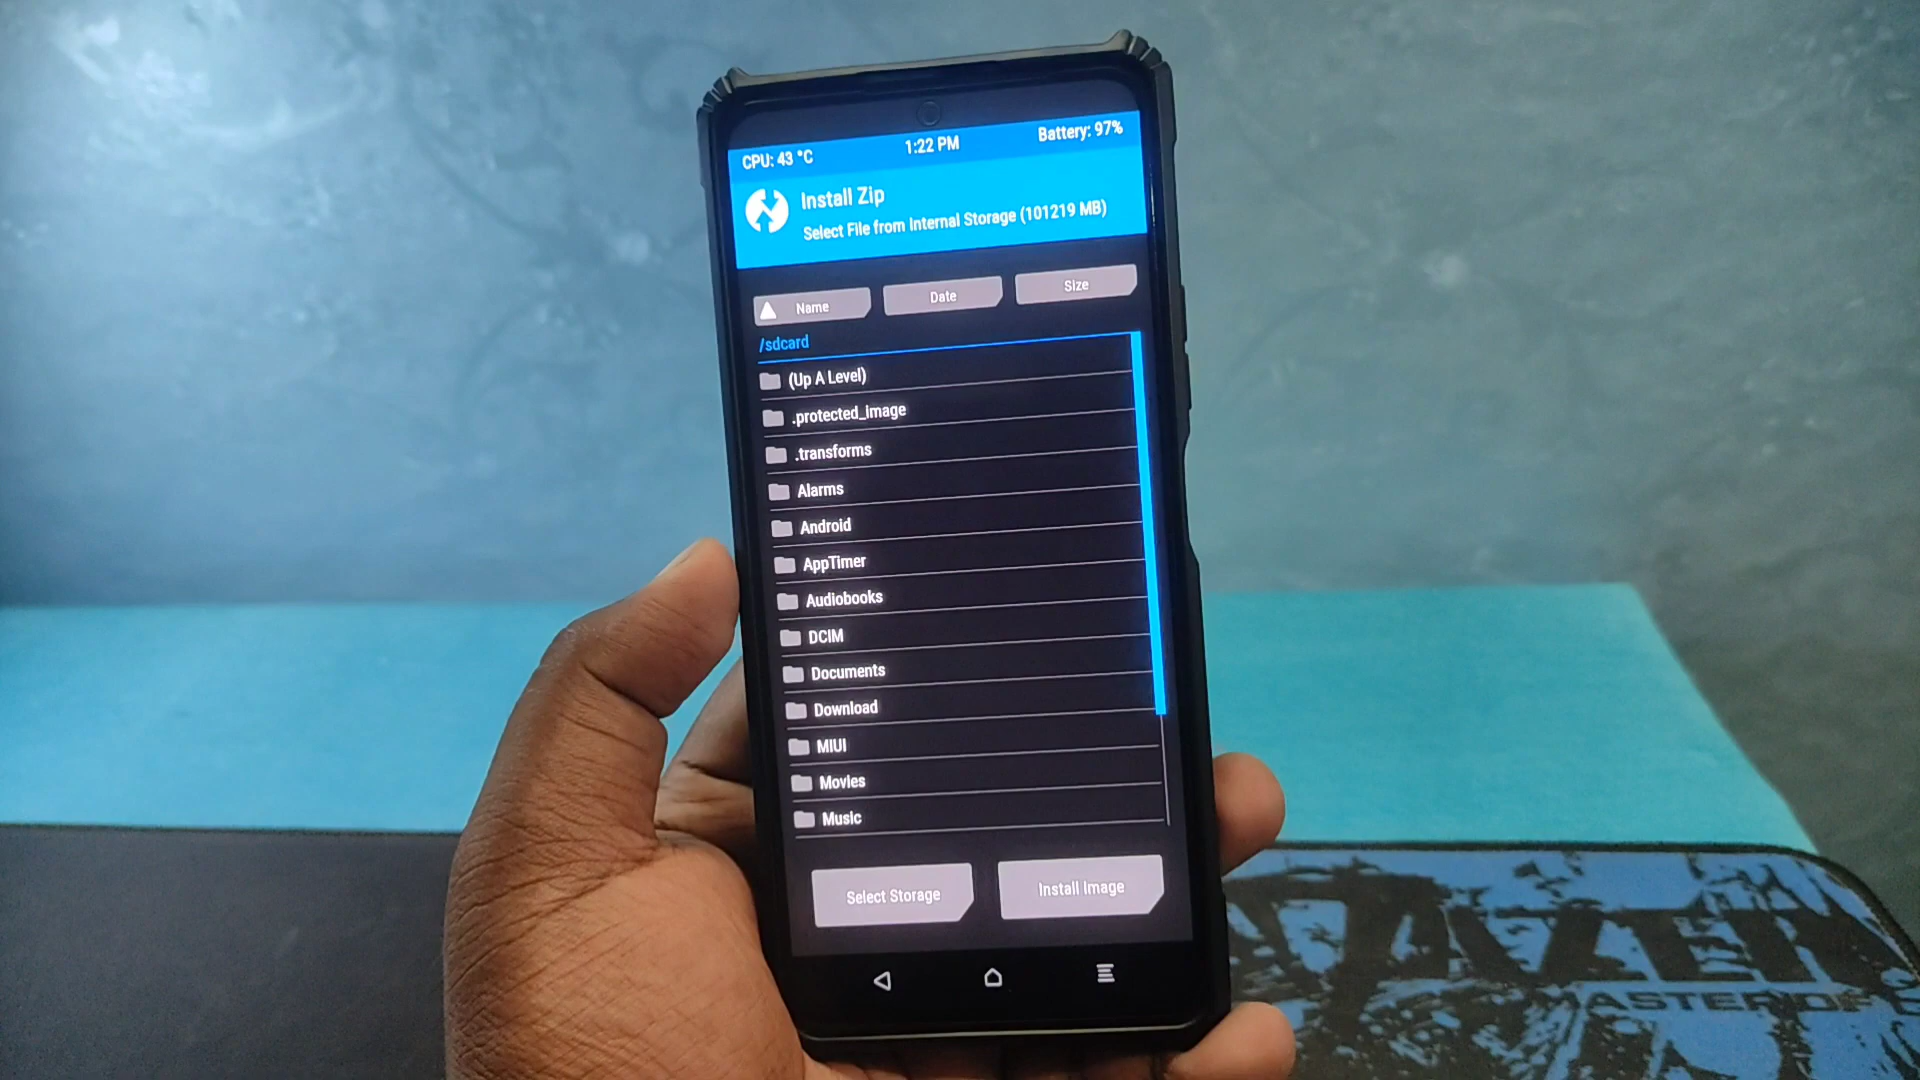 CPU: 43 °C 1:22 PM Battery: 97%
Install Zip
Select File from Internal Storage (101219 MB)
Name Date Size
/sdcard
(Up A Level)
.protected_image
.transforms
Alarms
Android
AppTimer
Audiobooks
DCIM
Documents
Download
MIUI
Movies
Music
Select Storage Install Image
MASTER OF